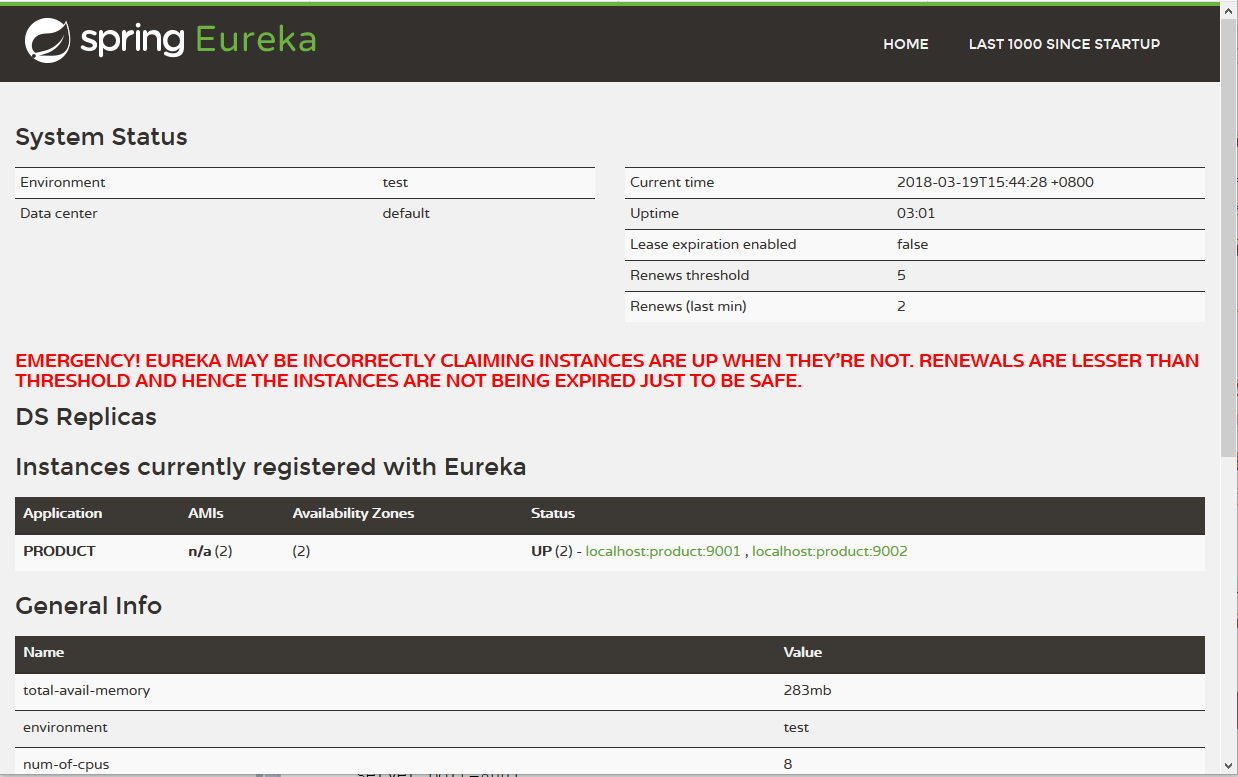 spring Eureka
HOME LAST 1000 SINCE STARTUP
System Status
Environment test
Data center default
Current time 2018-03-19T15:44:28 +0800
Uptime 03:01
Lease expiration enabled false
Renews threshold 5
Renews (last min) 2
EMERGENCY! EUREKA MAY BE INCORRECTLY CLAIMING INSTANCES ARE UP WHEN THEY'RE NOT. RENEWALS ARE LESSER THAN
THRESHOLD AND HENCE THE INSTANCES ARE NOT BEING EXPIRED JUST TO BE SAFE.
DS Replicas
Instances currently registered with Eureka
Application AMIs Availability Zones Status
PRODUCT n/a (2) (2) UP (2) - localhost:product:9001 , localhost:product:9002
General Info
Name Value
total-avail-memory 283mb
environment test
num-of-cpus 8